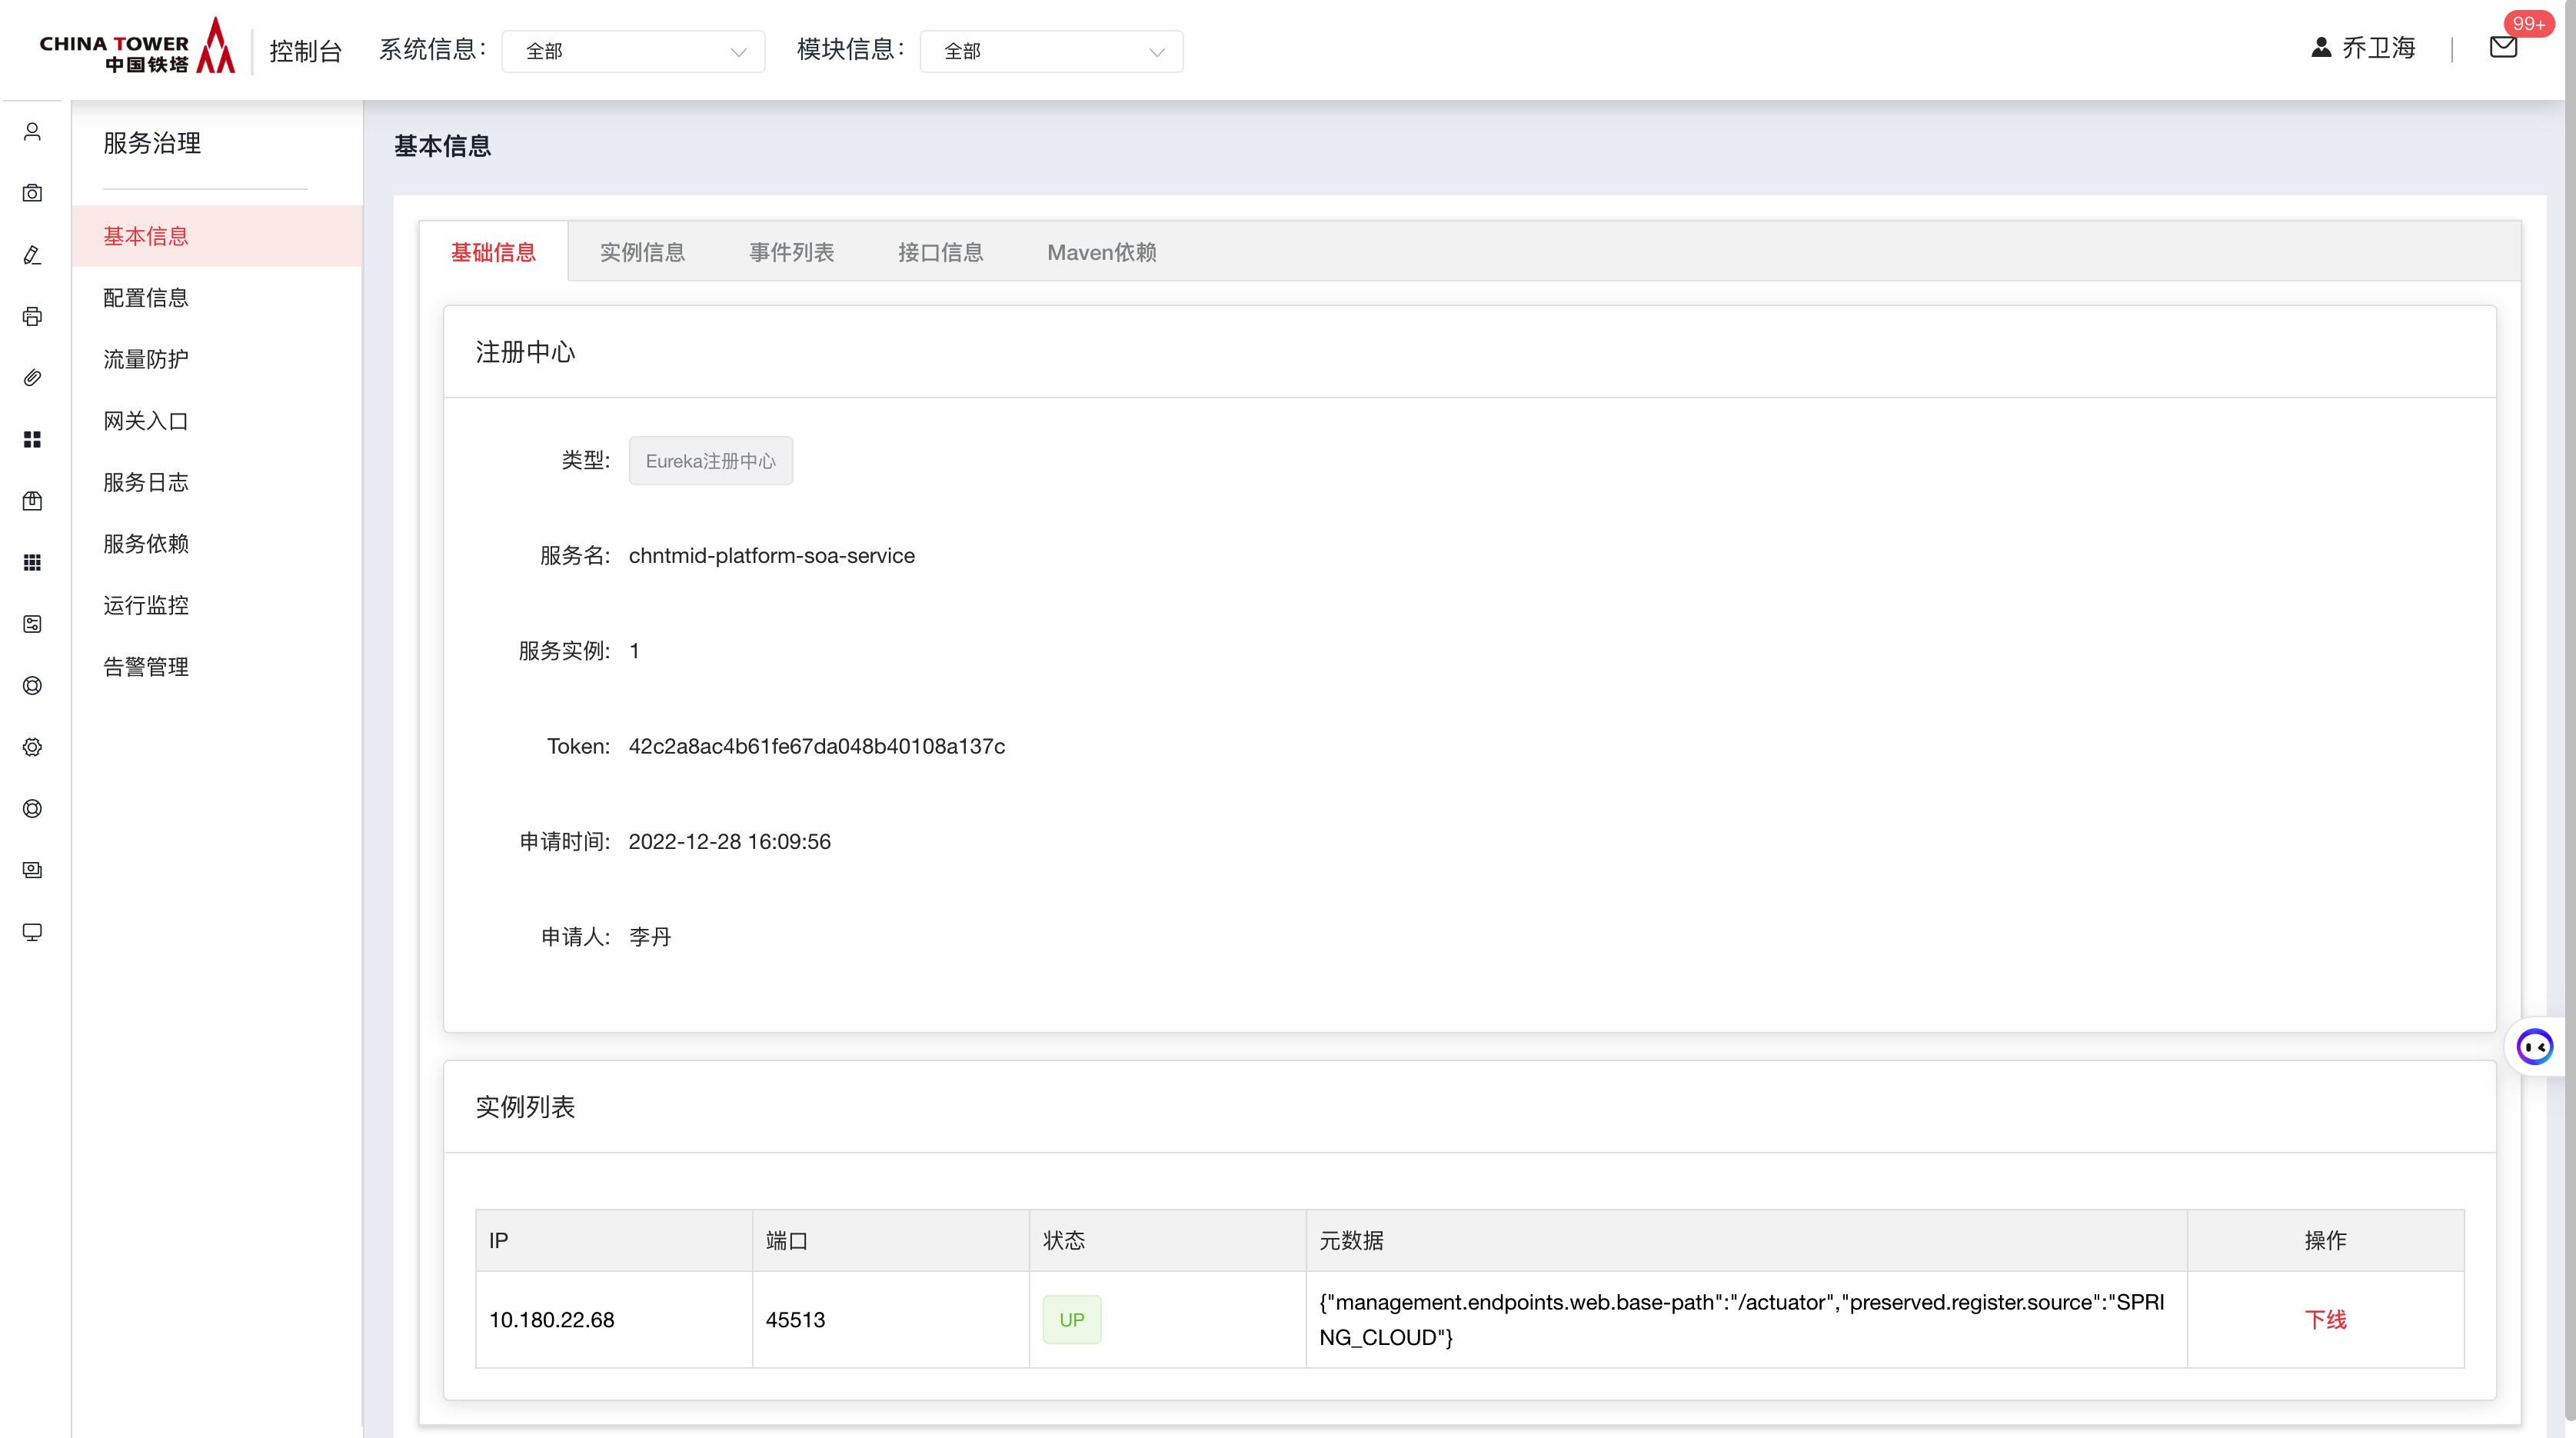 CHINA TOWER
中国铁塔
控制台
系统信息：
全部
模块信息：
全部
乔卫海
99+
服务治理
基本信息
配置信息
流量防护
网关入口
服务日志
服务依赖
运行监控
告警管理
基本信息
基础信息
实例信息
事件列表
接口信息
Maven依赖
注册中心
类型:
Eureka注册中心
服务名:
chntmid-platform-soa-service
服务实例:
1
Token:
42c2a8ac4b61fe67da048b40108a137c
申请时间:
2022-12-28 16:09:56
申请人:
李丹
实例列表
IP
端口
状态
元数据
操作
10.180.22.68
45513
UP
{"management.endpoints.web.base-path":"/actuator","preserved.register.source":"SPRI
NG_CLOUD"}
下线